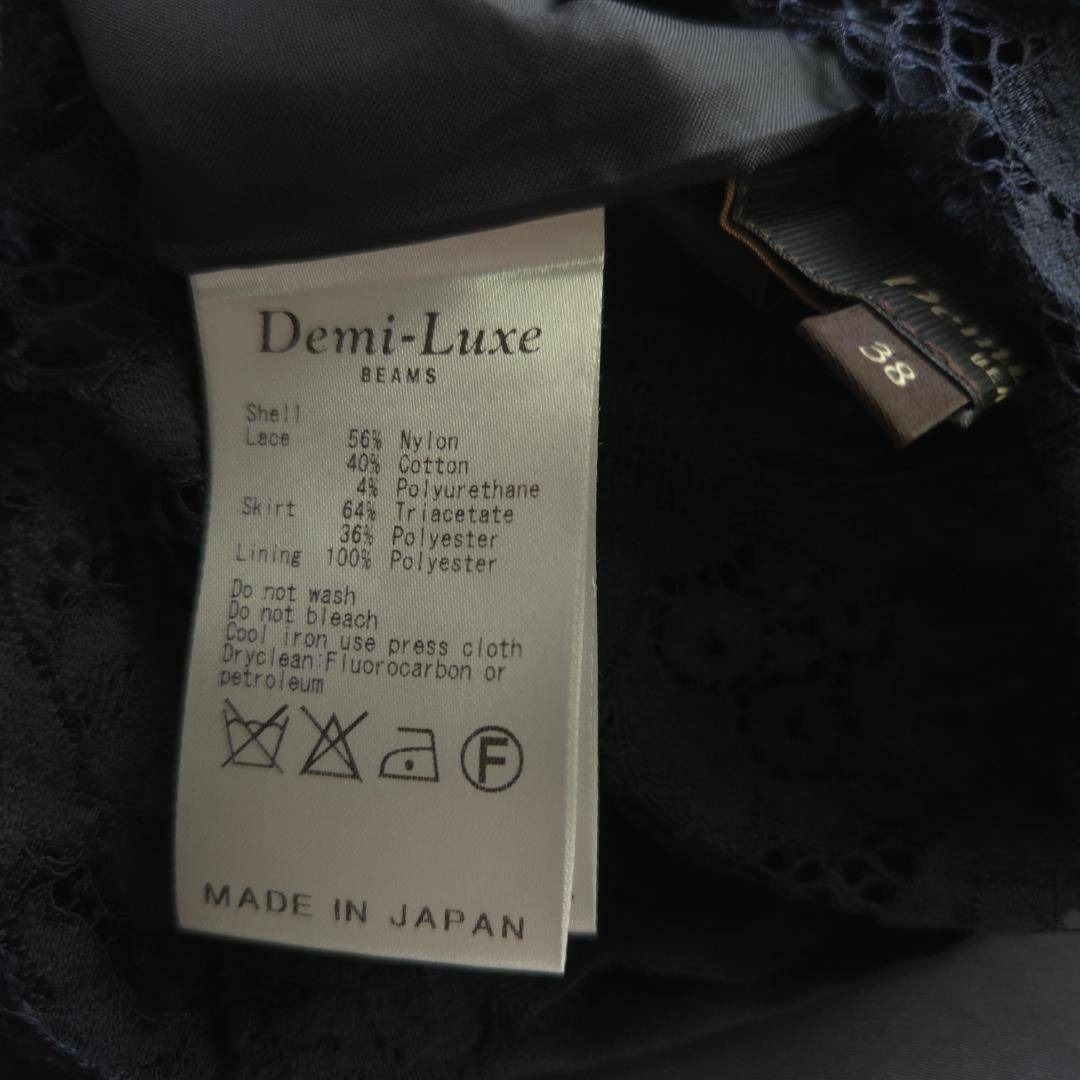 Demi-Luxe
BEAMS
Shell
Lace 56% Nylon
40% Cotton
4% Polyurethane
Skirt 64% Triacetate
36% Polyester
Lining 100% Polyester
Do not wash
Do not bleach
Cool iron use press cloth
Dryclean:Fluorocarbon or
petroleum
F
MADE IN JAPAN
38